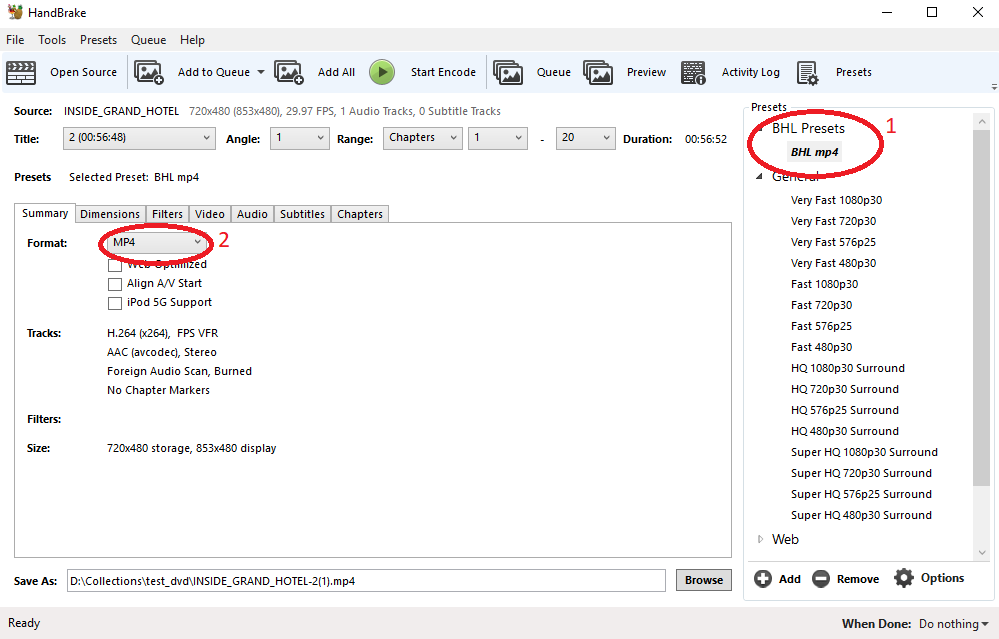 HandBrake
File Tools Presets Queue Help
Open Source Add to Queue Add All Start Encode Queue Preview Activity Log Presets
Source: INSIDE_GRAND_HOTEL 720x480 (853x480), 29.97 FPS, 1 Audio Tracks, 0 Subtitle Tracks
Title: 2 (00:56:48) Angle: 1 Range: Chapters 1 - 20 Duration: 00:56:52
Presets Selected Preset: BHL mp4
Summary Dimensions Filters Video Audio Subtitles Chapters
Format: MP4 2
Web Optimized
Align A/V Start
iPod 5G Support
Tracks: H.264 (x264), FPS VFR
AAC (avcodec), Stereo
Foreign Audio Scan, Burned
No Chapter Markers
Filters:
Size: 720x480 storage, 853x480 display
Save As: D:\Collections\test_dvd\INSIDE_GRAND_HOTEL-2(1).mp4 Browse
Presets
BHL Presets 1
BHL mp4
General
Very Fast 1080p30
Very Fast 720p30
Very Fast 576p25
Very Fast 480p30
Fast 1080p30
Fast 720p30
Fast 576p25
Fast 480p30
HQ 1080p30 Surround
HQ 720p30 Surround
HQ 576p25 Surround
HQ 480p30 Surround
Super HQ 1080p30 Surround
Super HQ 720p30 Surround
Super HQ 576p25 Surround
Super HQ 480p30 Surround
Web
Add Remove Options
Ready When Done: Do nothing